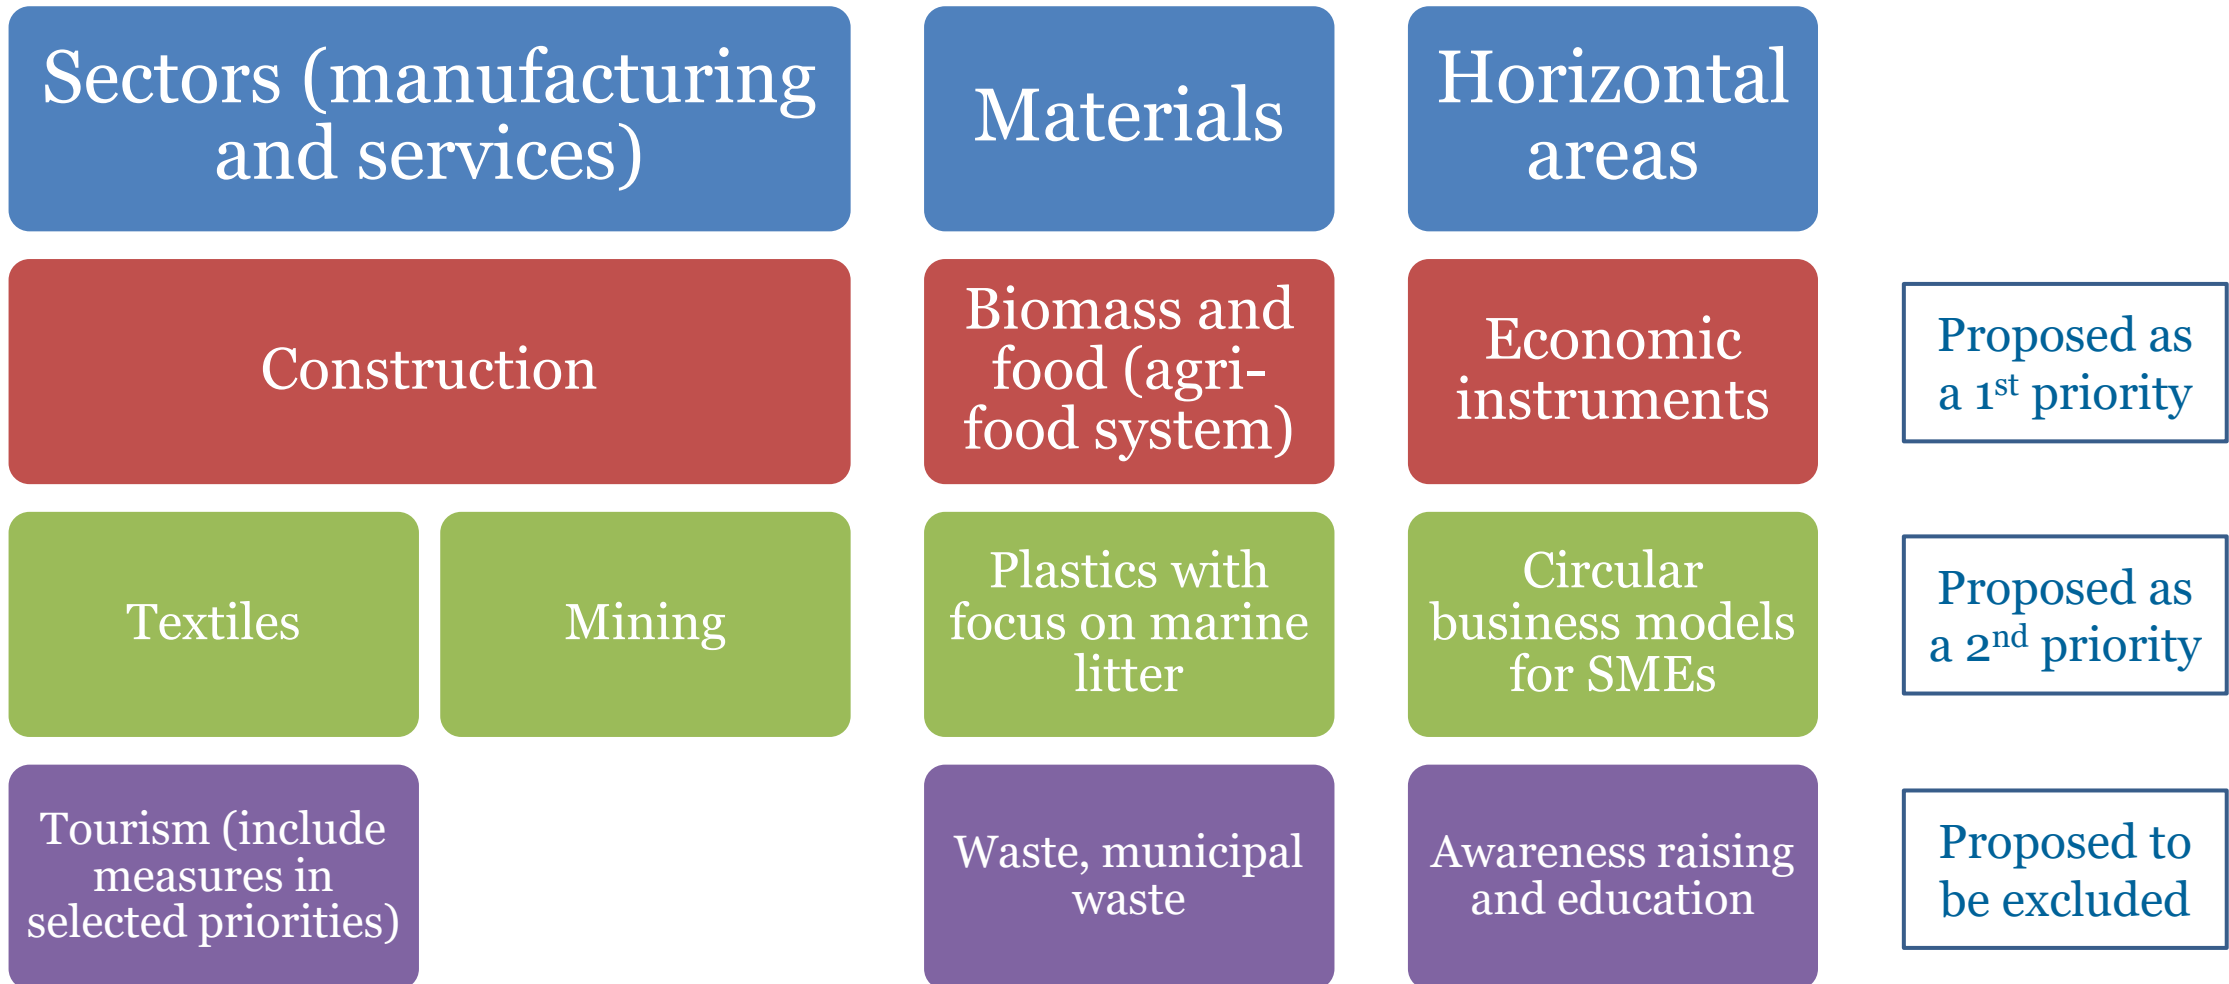 Sectors (manufacturing
and services)
Materials
Horizontal
areas
Construction
Biomass and
food (agri-
food system)
Economic
instruments
Proposed as
a 1st priority
Textiles
Mining
Plastics with
focus on marine
litter
Circular
business models
for SMEs
Proposed as
a 2nd priority
Tourism (include
measures in
selected priorities)
Waste, municipal
waste
Awareness raising
and education
Proposed to
be excluded